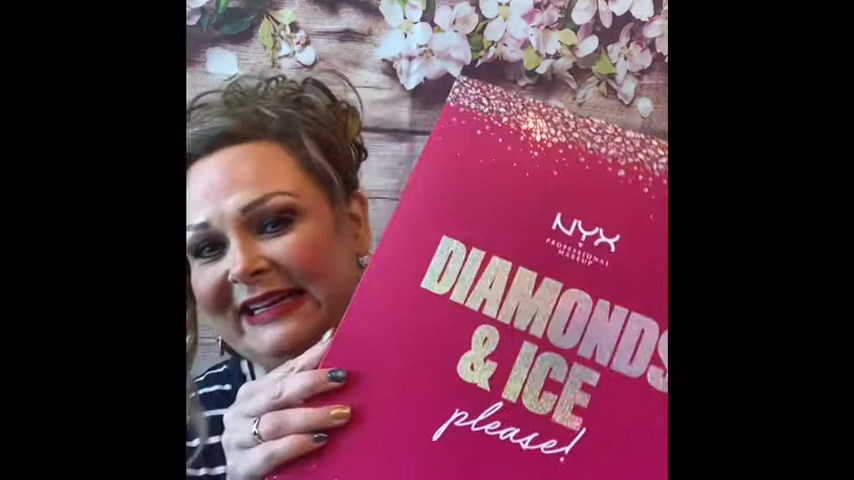 NYX
PROFESSIONAL
MAKEUP
DIAMONDS
& ICE
please!